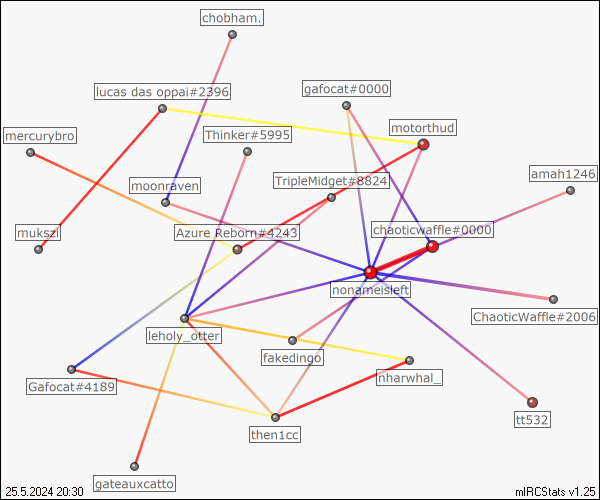 chobham.
gafocat#0000
lucas das oppai#2396
motorthud
mercurybro
Thinker#5995
amah1246
TripleMidget#8824
moonraven
chaoticwaffle#0000
mukszi
Azure Reborn#4243
nonameisleft
ChaoticWaffle#2006
leholy_otter
fakedingo
nharwhal_
Gafocat#4189
tt532
then1cc
gateauxcatto
25.5.2024 20:30
mIRCStats v1.25